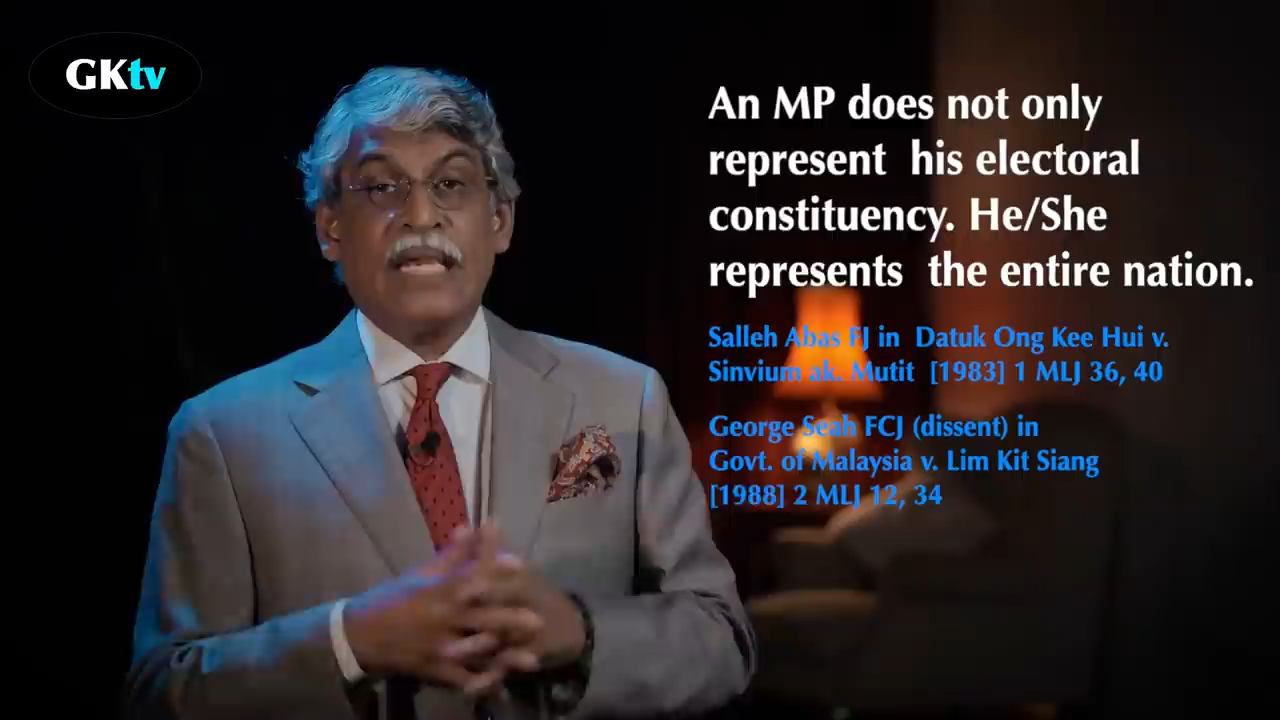 GKtv
An MP does not only
represent his electoral
constituency. He/She
represents the entire nation.
Salleh Abas FJ in Datuk Ong Kee Hui v.
Sinvium ak. Mutit [1983] 1 MLJ 36, 40
George Seah FCJ (dissent) in
Govt. of Malaysia v. Lim Kit Siang
[1988] 2 MLJ 12, 34